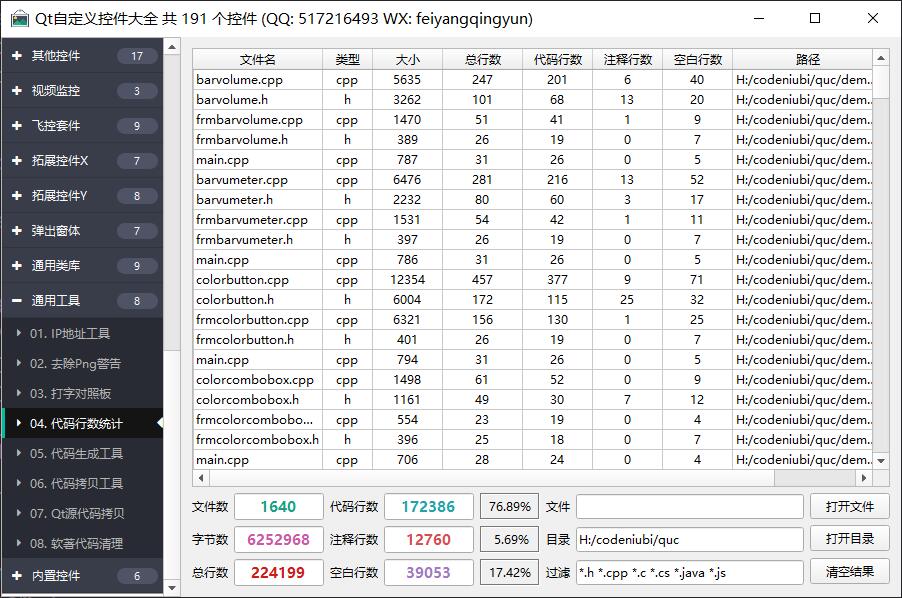 Qt自定义控件大全 共 191 个控件 (QQ: 517216493 WX: feiyangqingyun)
其他控件 17
视频监控 3
飞控套件 9
拓展控件X 7
拓展控件Y 8
弹出窗体 7
通用类库 9
通用工具 8
01. IP地址工具
02. 去除Png警告
03. 打字对照板
04. 代码行数统计
05. 代码生成工具
06. 代码拷贝工具
07. Qt源代码拷贝
08. 软著代码清理
内置控件 6
文件名 类型 大小 总行数 代码行数 注释行数 空白行数 路径
barvolume.cpp cpp 5635 247 201 6 40 H:/codeniubi/quc/dem...
barvolume.h h 3262 101 68 13 20 H:/codeniubi/quc/dem...
frmbarvolume.cpp cpp 1470 51 41 1 9 H:/codeniubi/quc/dem...
frmbarvolume.h h 389 26 19 0 7 H:/codeniubi/quc/dem...
main.cpp cpp 787 31 26 0 5 H:/codeniubi/quc/dem...
barvumeter.cpp cpp 6476 281 216 13 52 H:/codeniubi/quc/dem...
barvumeter.h h 2232 80 60 3 17 H:/codeniubi/quc/dem...
frmbarvumeter.cpp cpp 1531 54 42 1 11 H:/codeniubi/quc/dem...
frmbarvumeter.h h 397 26 19 0 7 H:/codeniubi/quc/dem...
main.cpp cpp 786 31 26 0 5 H:/codeniubi/quc/dem...
colorbutton.cpp cpp 12354 457 377 9 71 H:/codeniubi/quc/dem...
colorbutton.h h 6004 172 115 25 32 H:/codeniubi/quc/dem...
frmcolorbutton.cpp cpp 6321 156 130 1 25 H:/codeniubi/quc/dem...
frmcolorbutton.h h 401 26 19 0 7 H:/codeniubi/quc/dem...
main.cpp cpp 794 31 26 0 5 H:/codeniubi/quc/dem...
colorcombobox.cpp cpp 1498 61 52 0 9 H:/codeniubi/quc/dem...
colorcombobox.h h 1161 49 30 7 12 H:/codeniubi/quc/dem...
frmcolorcombobo... cpp 554 23 19 0 4 H:/codeniubi/quc/dem...
frmcolorcombobox.h h 396 25 18 0 7 H:/codeniubi/quc/dem...
main.cpp cpp 706 28 24 0 4 H:/codeniubi/quc/dem...
文件数 1640 代码行数 172386 76.89% 文件 打开文件
字节数 6252968 注释行数 12760 5.69% 目录 H:/codeniubi/quc 打开目录
总行数 224199 空白行数 39053 17.42% 过滤 *.h *.cpp *.c *.cs *.java *.js 清空结果